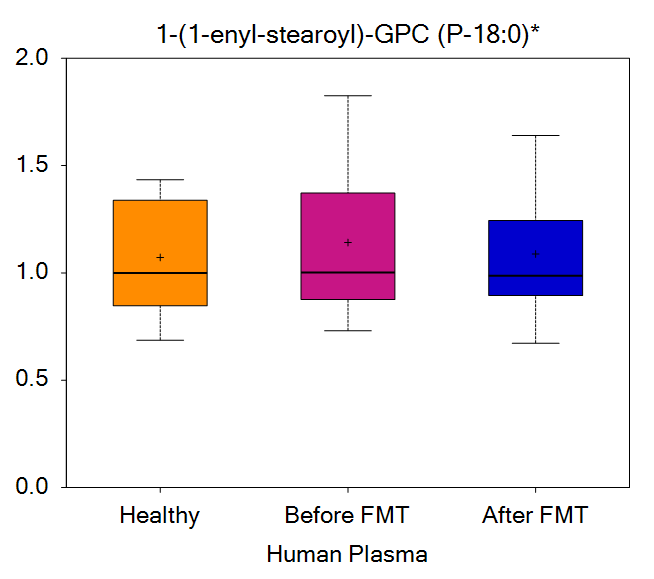 1-(1-enyl-stearoyl)-GPC (P-18:0)*
2.0
1.5
1.0
0.5
0.0
Healthy Before FMT After FMT
Human Plasma